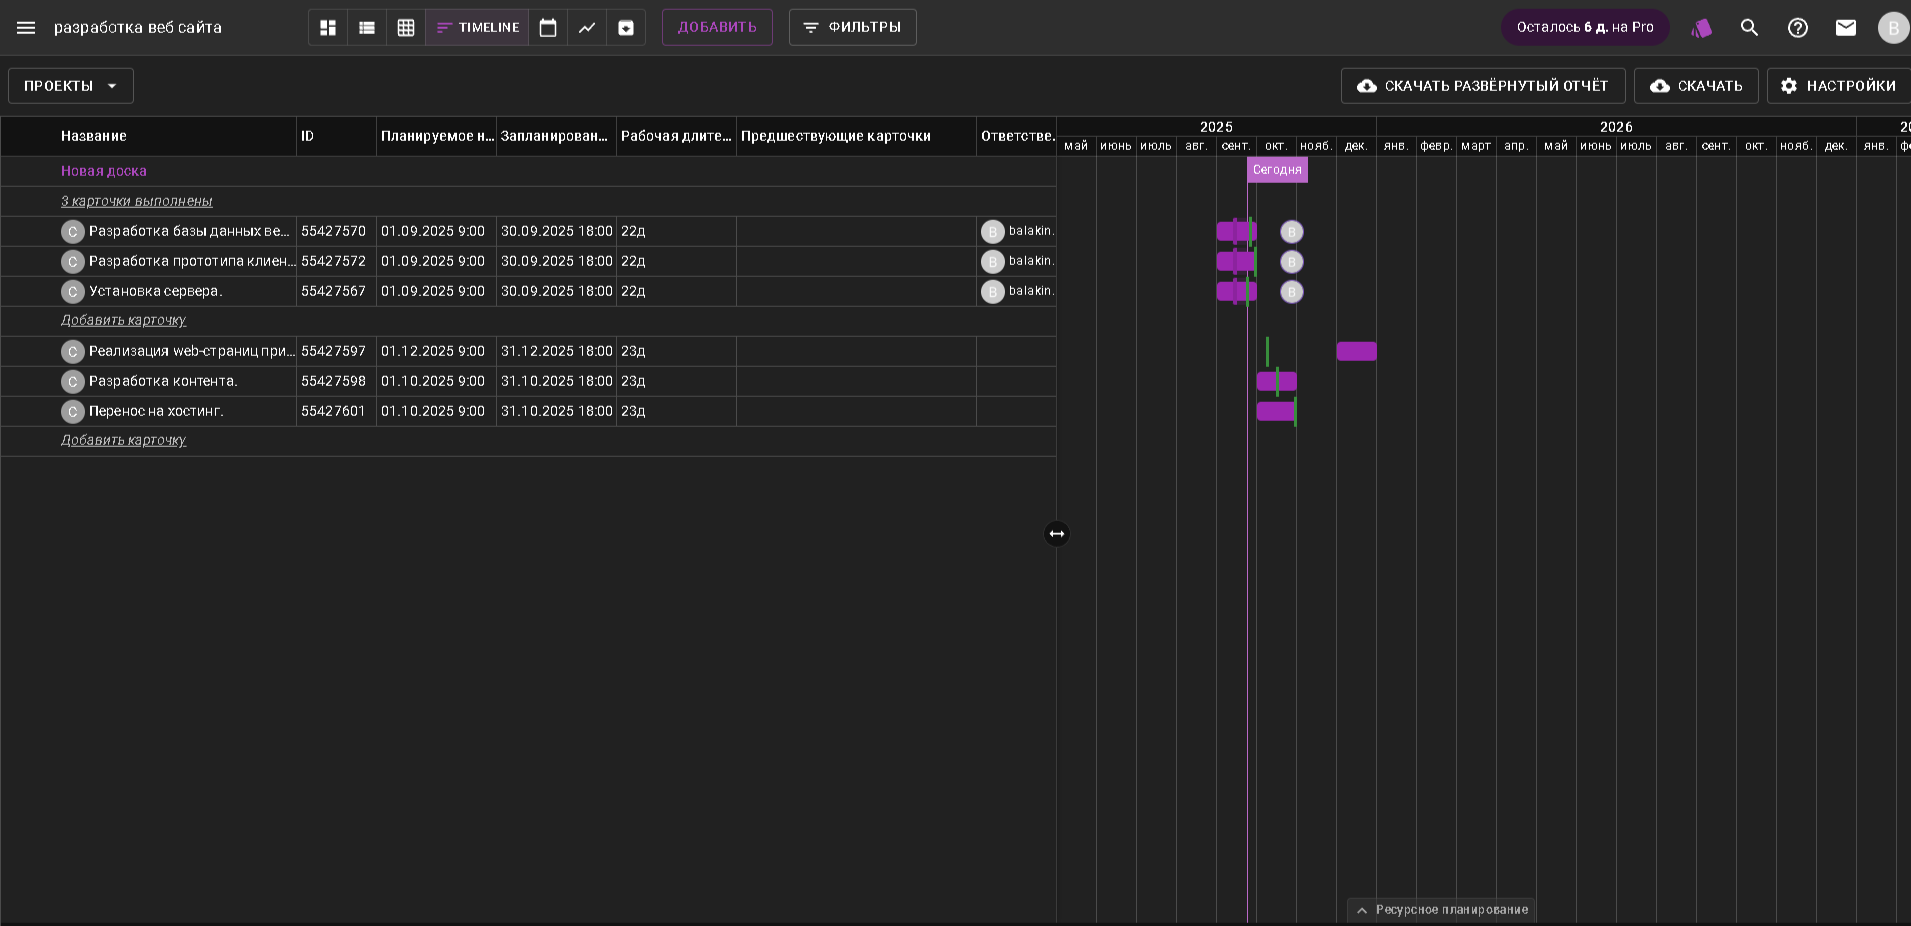 разработка веб сайта
TIMELINE
ДОБАВИТЬ
ФИЛЬТРЫ
Осталось 6 д. на Pro
B
ПРОЕКТЫ
СКАЧАТЬ РАЗВЁРНУТЫЙ ОТЧЁТ
СКАЧАТЬ
НАСТРОЙКИ
Название ID Планируемое н... Запланирован... Рабочая длите... Предшествующие карточки Ответстве...
2025 2026 20
май июнь июль авг. сент. окт. нояб. дек. янв. февр. март апр. май июнь июль авг. сент. окт. нояб. дек. янв. фе
Новая доска
Сегодня
3 карточки выполнены
C Разработка базы данных ве... 55427570 01.09.2025 9:00 30.09.2025 18:00 22д B balakin. B
C Разработка прототипа клиен... 55427572 01.09.2025 9:00 30.09.2025 18:00 22д B balakin. B
C Установка сервера. 55427567 01.09.2025 9:00 30.09.2025 18:00 22д B balakin. B
Добавить карточку
C Реализация web-страниц при... 55427597 01.12.2025 9:00 31.12.2025 18:00 23д
C Разработка контента. 55427598 01.10.2025 9:00 31.10.2025 18:00 23д
C Перенос на хостинг. 55427601 01.10.2025 9:00 31.10.2025 18:00 23д
Добавить карточку
Ресурсное планирование